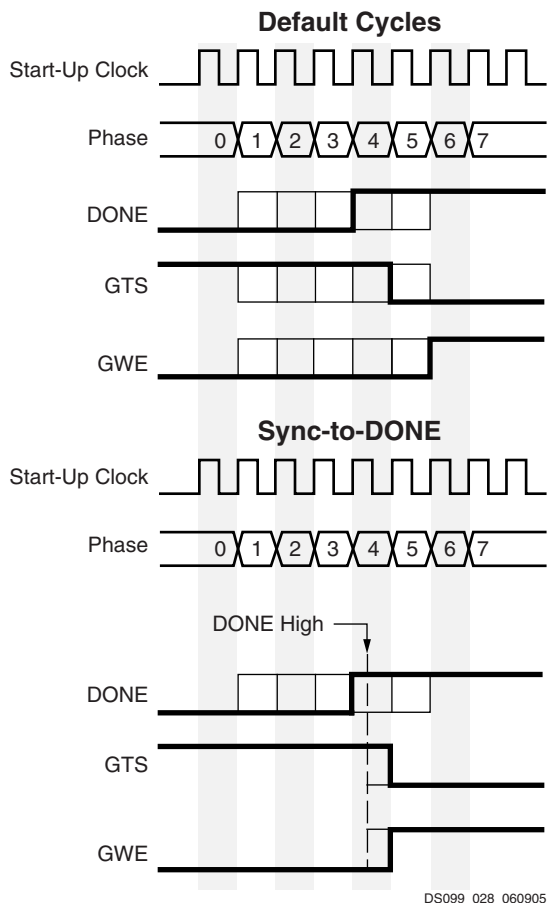 Default Cycles
Start-Up Clock
Phase 0 1 2 3 4 5 6 7
DONE
GTS
GWE
Sync-to-DONE
Start-Up Clock
Phase 0 1 2 3 4 5 6 7
DONE High
DONE
GTS
GWE
DS099_028_060905